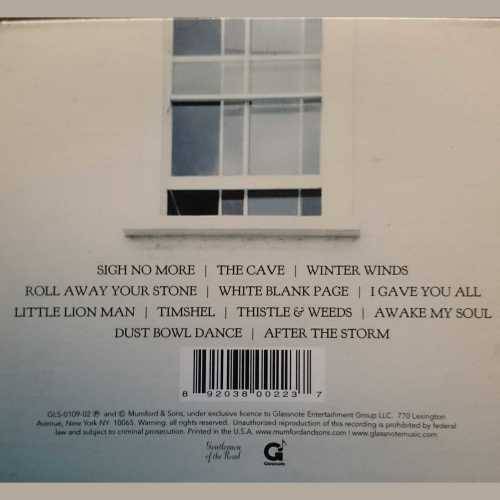 SIGH NO MORE | THE CAVE | WINTER WINDS
ROLL AWAY YOUR STONE | WHITE BLANK PAGE | I GAVE YOU ALL
LITTLE LION MAN | TIMSHEL | THISTLE & WEEDS | AWAKE MY SOUL
DUST BOWL DANCE | AFTER THE STORM
8 92038 00223 7
GLS-0109-02 ℗ and © Mumford & Sons, under exclusive licence to Glassnote Entertainment Group LLC. 770 Lexington
Avenue, New York NY 10065. Warning: all rights reserved. Unauthorized reproduction of this recording is prohibited by federal
law and subject to criminal prosecution. Printed in the U.S.A. www.mumfordandsons.com | www.glassnotemusic.com
Gentlemen
of the Road
G
Glassnote